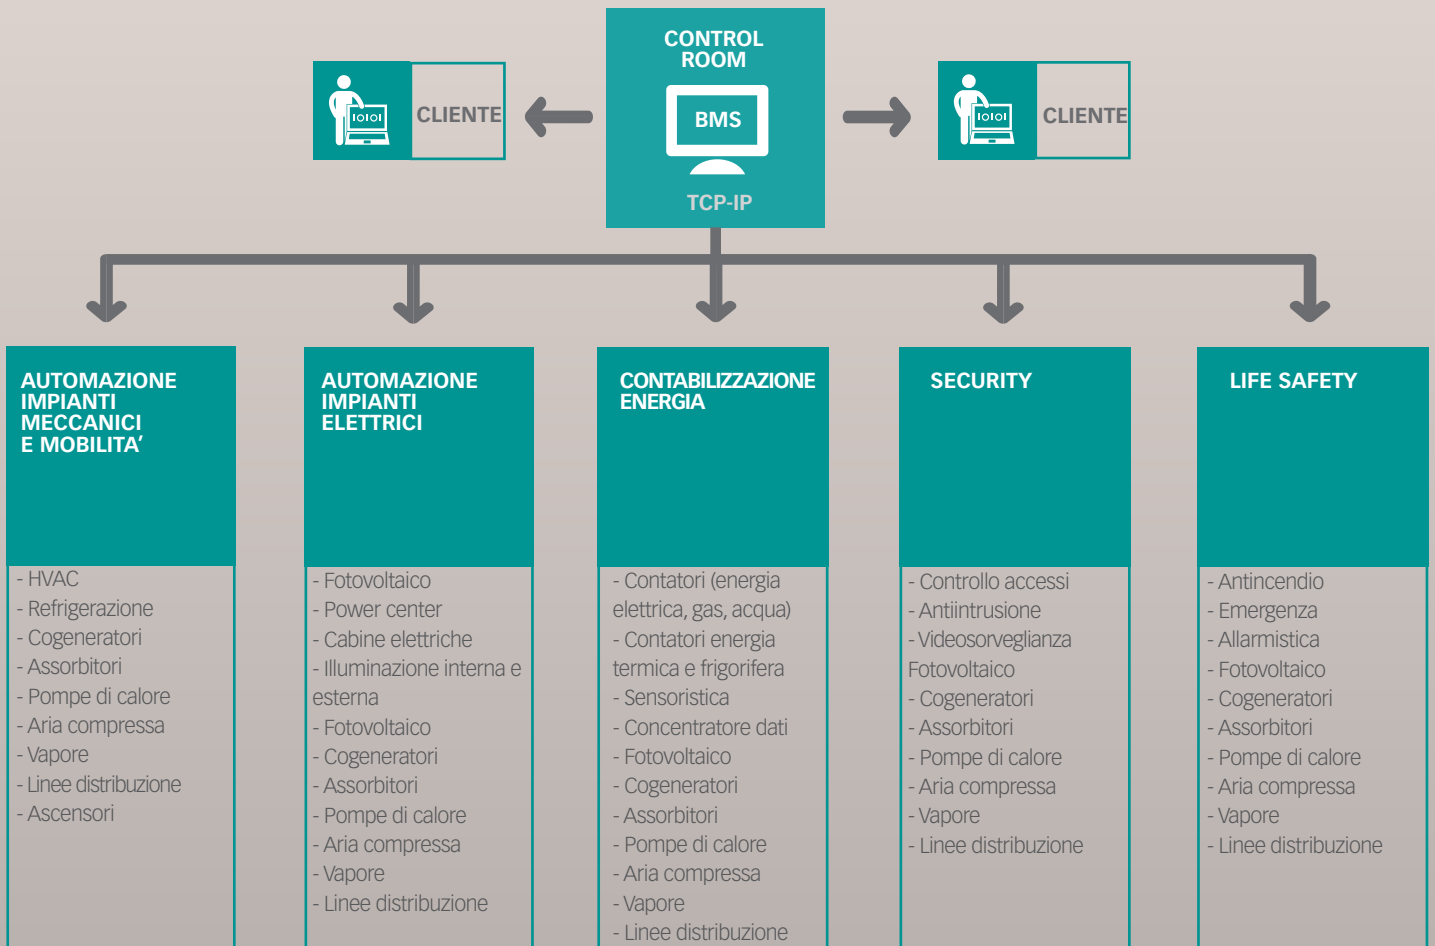 CONTROL
ROOM
BMS
TCP-IP
10101
CLIENTE
10101
CLIENTE
AUTOMAZIONE
IMPIANTI
MECCANICI
E MOBILITA’
- HVAC
- Refrigerazione
- Cogeneratori
- Assorbitori
- Pompe di calore
- Aria compressa
- Vapore
- Linee distribuzione
- Ascensori
AUTOMAZIONE
IMPIANTI
ELETTRICI
- Fotovoltaico
- Power center
- Cabine elettriche
- Illuminazione interna e
esterna
- Fotovoltaico
- Cogeneratori
- Assorbitori
- Pompe di calore
- Aria compressa
- Vapore
- Linee distribuzione
CONTABILIZZAZIONE
ENERGIA
- Contatori (energia
elettrica, gas, acqua)
- Contatori energia
termica e frigorifera
- Sensoristica
- Concentratore dati
- Fotovoltaico
- Cogeneratori
- Assorbitori
- Pompe di calore
- Aria compressa
- Vapore
- Linee distribuzione
SECURITY
- Controllo accessi
- Antiintrusione
- Videosorveglianza
Fotovoltaico
- Cogeneratori
- Assorbitori
- Pompe di calore
- Aria compressa
- Vapore
- Linee distribuzione
LIFE SAFETY
- Antincendio
- Emergenza
- Allarmistica
- Fotovoltaico
- Cogeneratori
- Assorbitori
- Pompe di calore
- Aria compressa
- Vapore
- Linee distribuzione